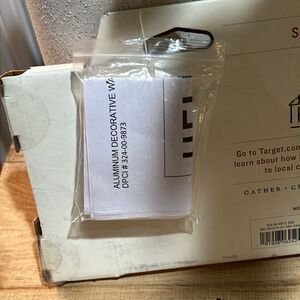 ALUMINUM DECORATIVE WA
DPCI # 324-00-9873
S
Go to Target.com
learn about how
to local c
GATHER · C